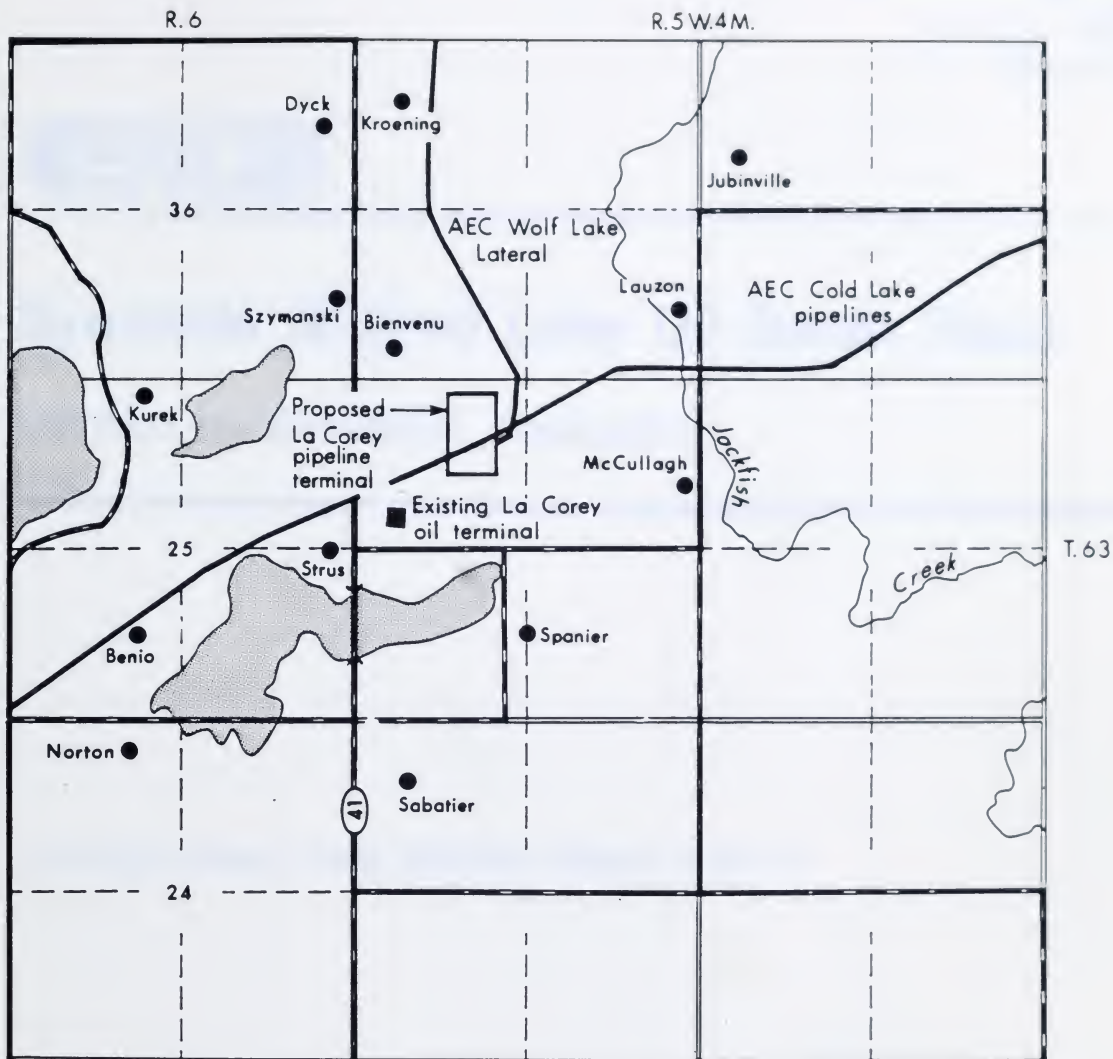 R. 6
R. 5 W. 4 M.
Dyck
Kroening
Jubinville
36
AEC Wolf Lake
Lateral
Lauzon
AEC Cold Lake
pipelines
Szymanski
Bienvenu
Kurek
Proposed
La Corey
pipeline
terminal
McCullagh
Jackfish
Creek
Existing La Corey
oil terminal
25
T. 63
Strus
Benio
Spanier
Norton
Sabatier
41
24